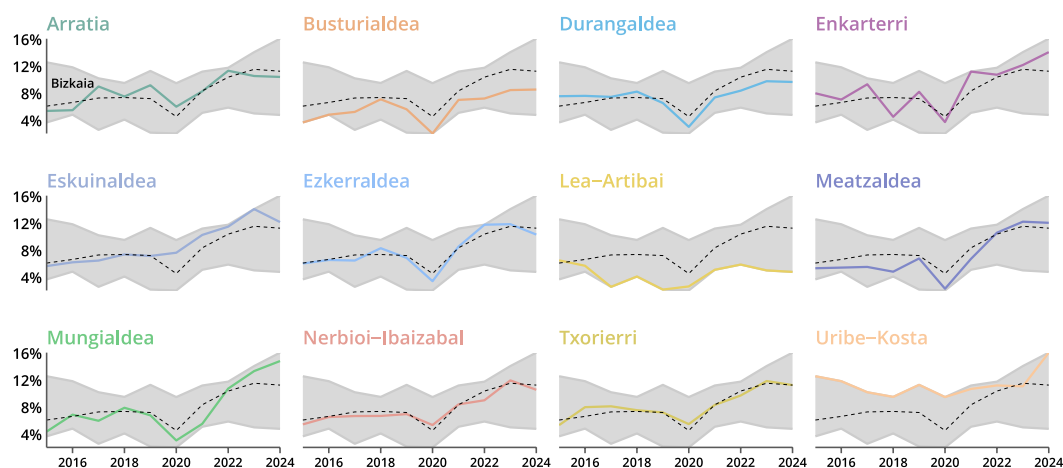 Arratia
Busturialdea
Durangaldea
Enkarterri
16%
12%
8%
4%
Bizkaia
Eskuinaldea
Ezkerraldea
Lea–Artibai
Meatzaldea
16%
12%
8%
4%
Mungialdea
Nerbioi–Ibaizabal
Txorierri
Uribe–Kosta
16%
12%
8%
4%
2016 2018 2020 2022 2024
2016 2018 2020 2022 2024
2016 2018 2020 2022 2024
2016 2018 2020 2022 2024